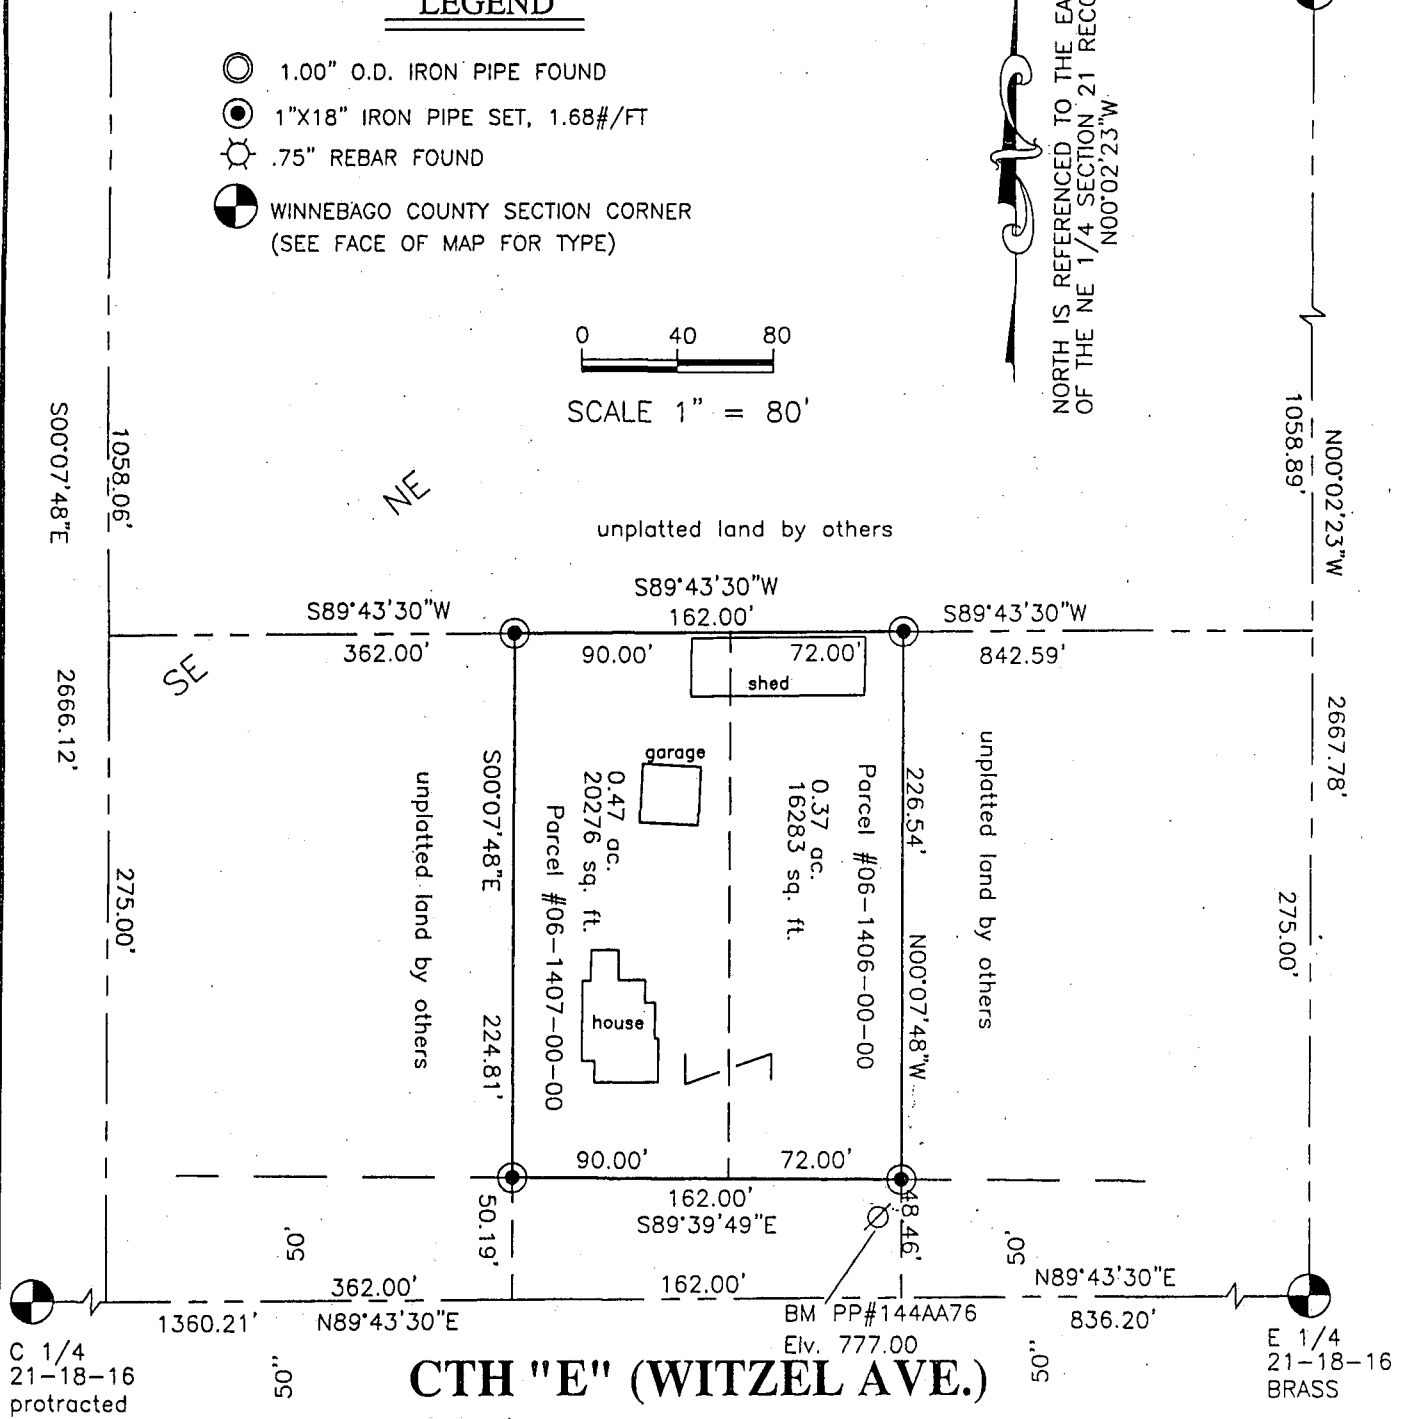 LEGEND
1.00" O.D. IRON PIPE FOUND
1"X18" IRON PIPE SET, 1.68#/FT
.75" REBAR FOUND
WINNEBAGO COUNTY SECTION CORNER
(SEE FACE OF MAP FOR TYPE)
NORTH IS REFERENCED TO THE
OF THE NE 1/4 SECTION 21
N00°02'23"W
0 40 80
SCALE 1" = 80'
S00°07'48"E
1058.06'
2666.12'
275.00'
NE
SE
1058.89'
N00°02'23"W
2667.78'
275.00'
unplatted land by others
S89°43'30"W
S89°43'30"W
S89°43'30"W
162.00'
362.00'
90.00'
72.00'
842.59'
shed
garage
unplatted land by others
S00°07'48"E
224.81'
0.47 ac.
20276 sq. ft.
Parcel #06-1407-00-00
house
0.37 ac.
16283 sq. ft.
Parcel #06-1406-00-00
226.54'
N00°07'48"W
unplatted land by others
90.00'
72.00'
162.00'
S89°39'49"E
50.19'
48.46'
50'
50'
362.00'
162.00'
N89°43'30"E
1360.21'
N89°43'30"E
BM PP#144AA76
Elv. 777.00
836.20'
C 1/4
21-18-16
protracted
50"
CTH "E" (WITZEL AVE.)
50"
E 1/4
21-18-16
BRASS